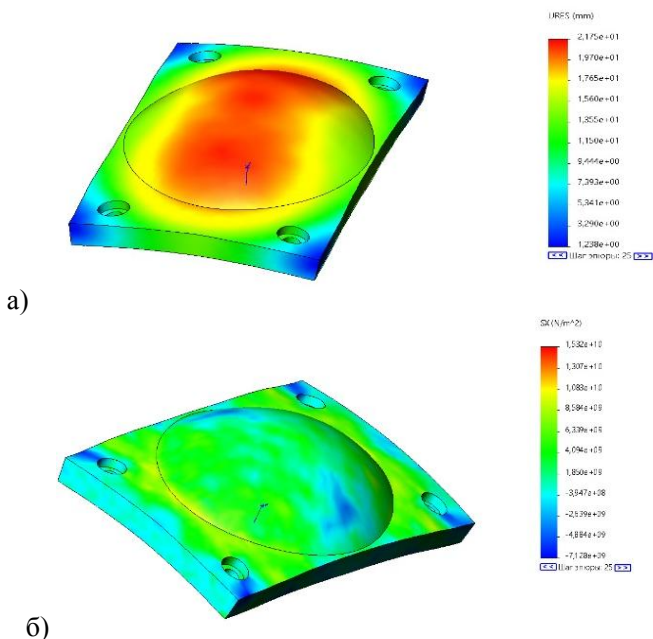 URES (mm)
2,175e+01
1,970e+01
1,765e+01
1,560e+01
1,355e+01
1,150e+01
9,444e+00
7,393e+00
5,341e+00
3,290e+00
1,238e+00
<< Шаг эпюры: 25 >>
а)
SX (N/m^2)
1,532e+10
1,307e+10
1,083e+10
8,584e+09
6,339e+09
4,094e+09
1,850e+09
-3,947e+08
-2,639e+09
-4,884e+09
-7,128e+09
<< Шаг эпюры: 25 >>
б)